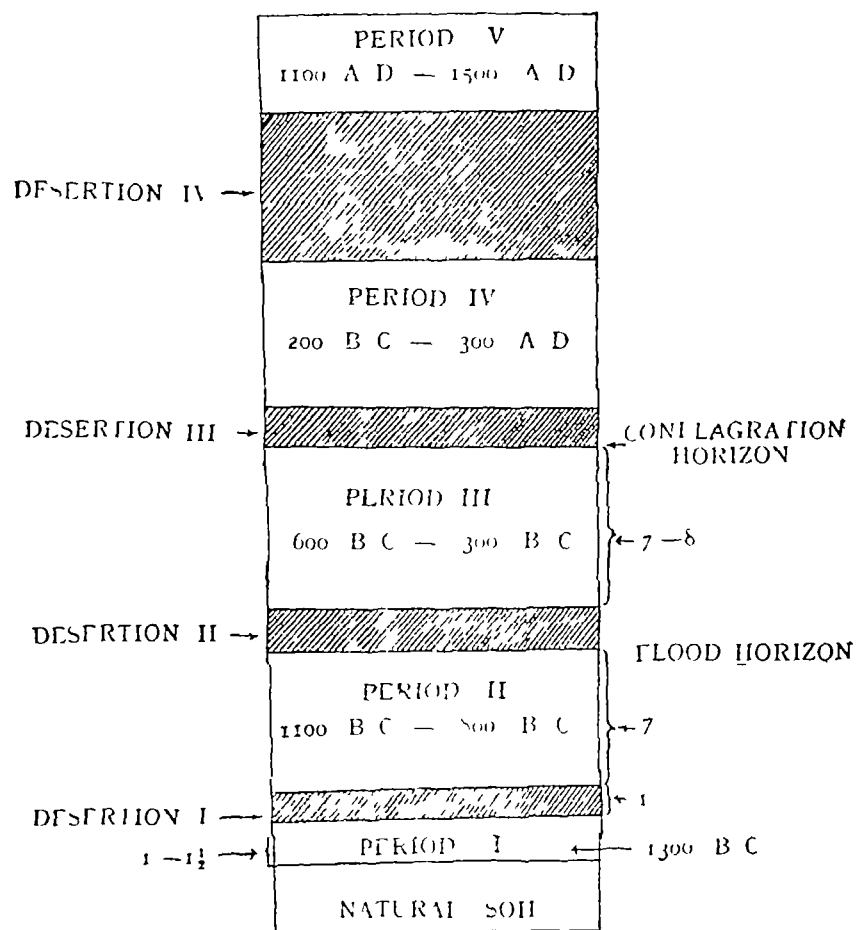 PERIOD V
1100 A D — 1500 A D
DESERTION IV →
PERIOD IV
200 B C — 300 A D
DESERTION III →
CONFLAGRATION
HORIZON
PERIOD III
600 B C — 300 B C
← 7 — 8
DESERTION II →
FLOOD HORIZON
PERIOD II
1100 B C — 800 B C
← 7
← 1
DESERTION I →
1 — 1½ →
PERIOD I
← 1300 B C
NATURAL SOIL